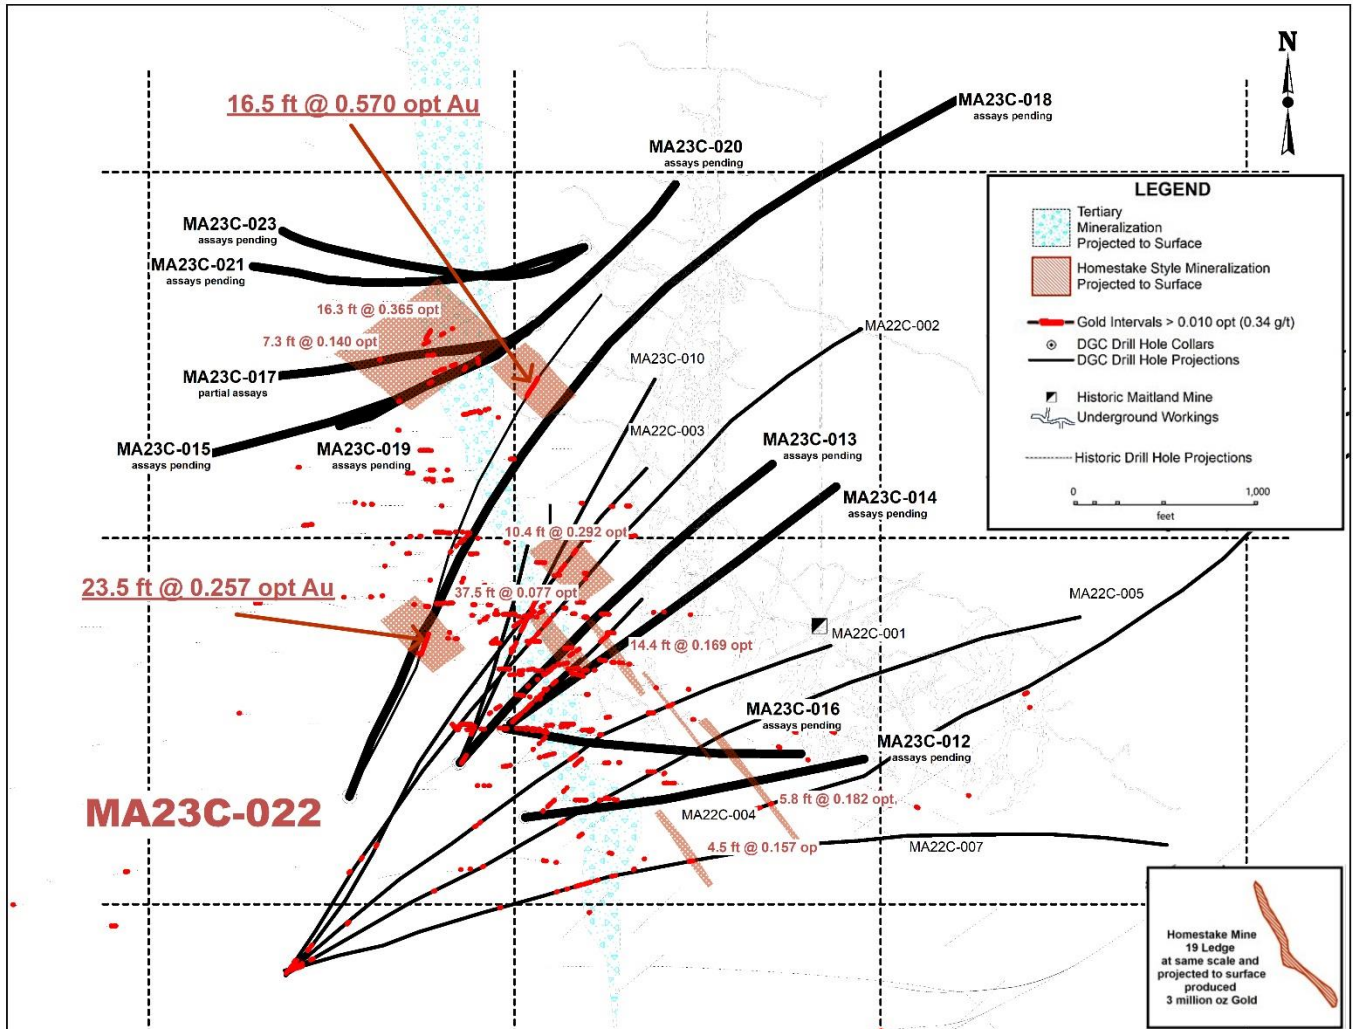 N
16.5 ft @ 0.570 opt Au
MA23C-018
assays pending
MA23C-020
assays pending
MA23C-023
assays pending
MA23C-021
assays pending
16.3 ft @ 0.365 opt
7.3 ft @ 0.140 opt
MA23C-017
partial assays
MA23C-015
assays pending
MA23C-019
assays pending
MA22C-002
MA23C-010
MA22C-003
MA23C-013
assays pending
MA23C-014
assays pending
10.4 ft @ 0.292 opt
37.5 ft @ 0.077 opt
23.5 ft @ 0.257 opt Au
14.4 ft @ 0.169 opt
MA22C-001
MA22C-005
MA23C-016
assays pending
MA23C-012
assays pending
MA23C-022
5.8 ft @ 0.182 opt
MA22C-004
4.5 ft @ 0.157 op
MA22C-007
LEGEND
Tertiary
Mineralization
Projected to Surface
Homestake Style Mineralization
Projected to Surface
Gold Intervals > 0.010 opt (0.34 g/t)
DGC Drill Hole Collars
DGC Drill Hole Projections
Historic Maitland Mine
Underground Workings
Historic Drill Hole Projections
0 1,000
feet
Homestake Mine
19 Ledge
at same scale and
projected to surface
produced
3 million oz Gold